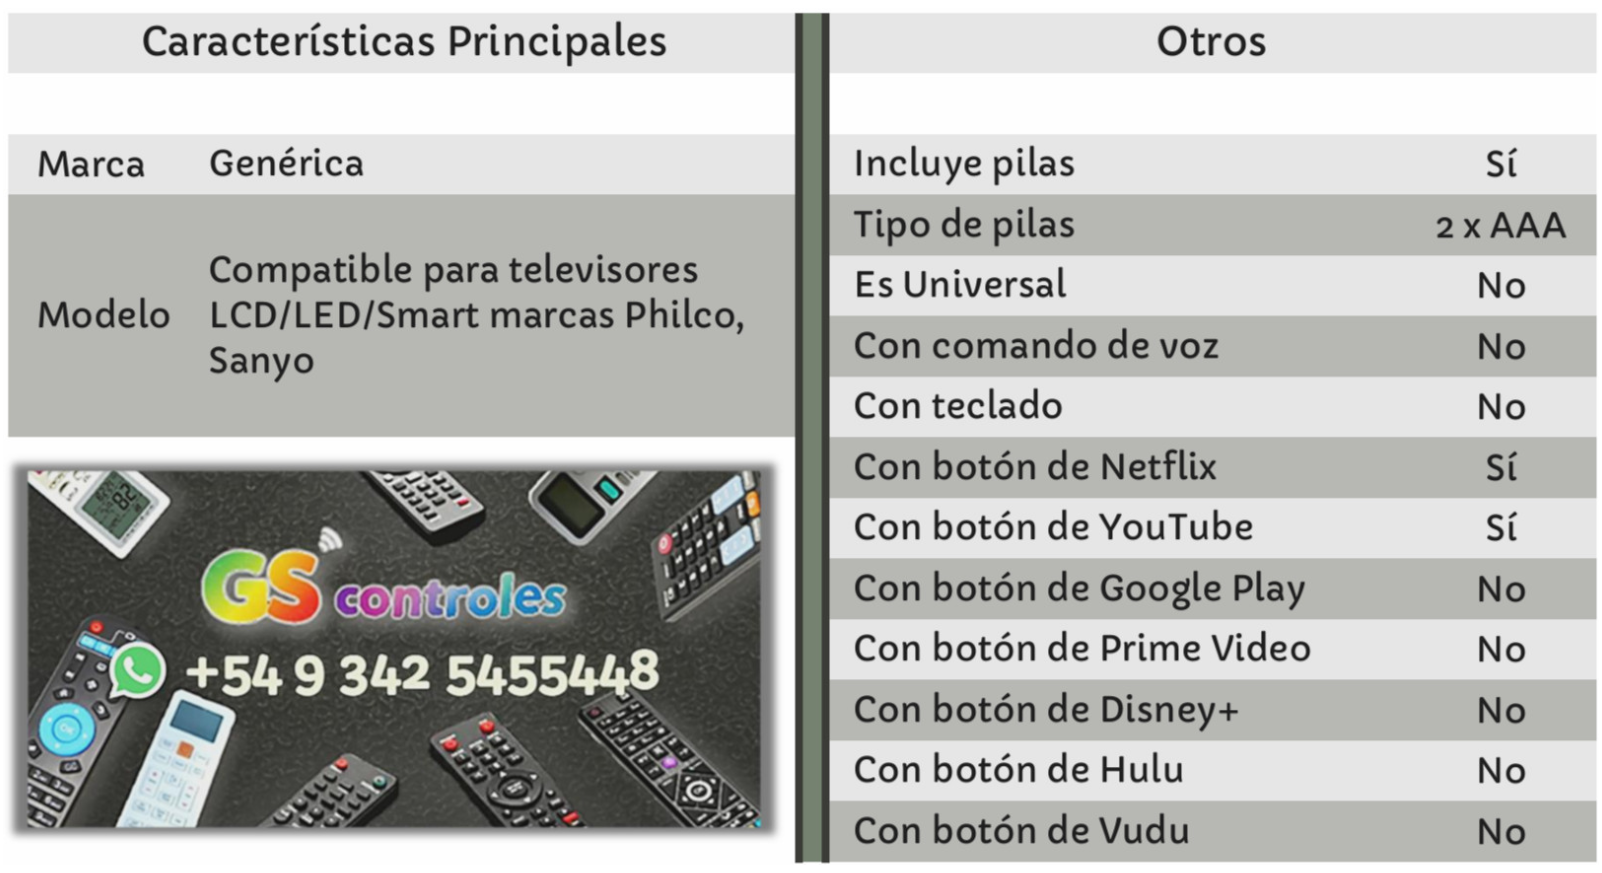 Características Principales
Marca Genérica
Modelo Compatible para televisores
LCD/LED/Smart marcas Philco,
Sanyo
GS controles
+54 9 342 5455448
Otros
Incluye pilas Sí
Tipo de pilas 2 x AAA
Es Universal No
Con comando de voz No
Con teclado No
Con botón de Netflix Sí
Con botón de YouTube Sí
Con botón de Google Play No
Con botón de Prime Video No
Con botón de Disney+ No
Con botón de Hulu No
Con botón de Vudu No